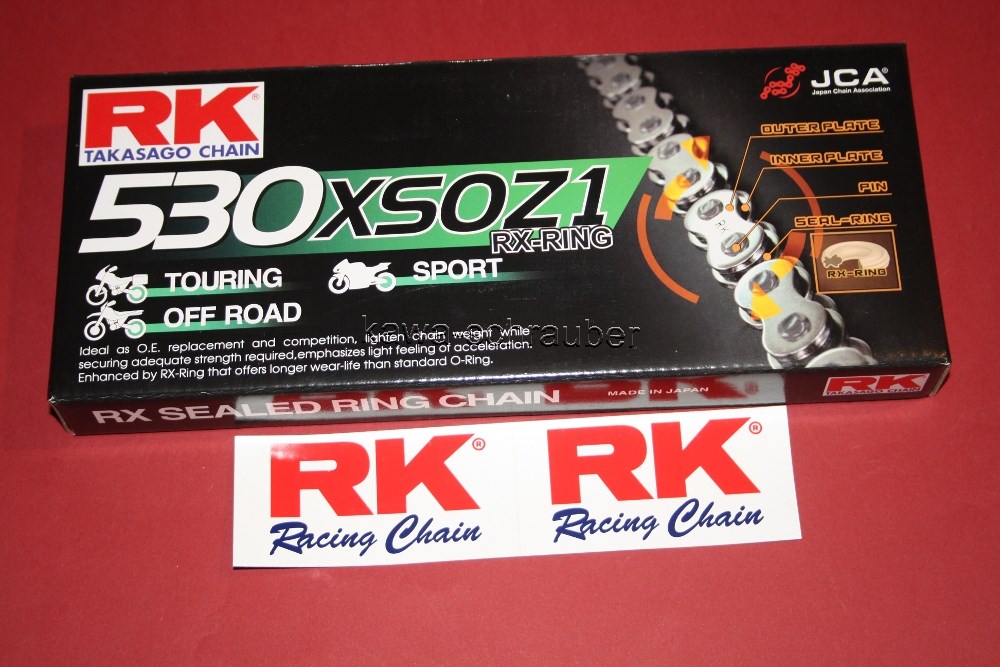 RK®
TAKASAGO CHAIN
JCA®
Japan Chain Association
530XSOZ1
RX-RING
OUTER PLATE
INNER PLATE
PIN
SEAL-RING
RX-RING
RK
TOURING
SPORT
OFF ROAD
kawa-schrauber
Ideal as O.E. replacement and competition, lighten chain weight while
securing adequate strength required,emphasizes light feeling of acceleration.
Enhanced by RX-Ring that offers longer wear-life than standard O-Ring.
RX SEALED RING CHAIN
MADE IN JAPAN
RK
TAKASAGO CHAIN
RK®
Racing Chain
RK®
Racing Chain